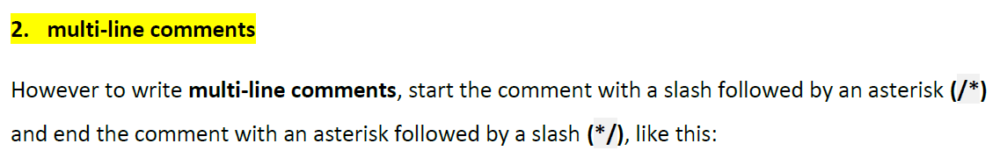 2. multi-line comments
However to write multi-line comments, start the comment with a slash followed by an asterisk (/*)
and end the comment with an asterisk followed by a slash (*/), like this: